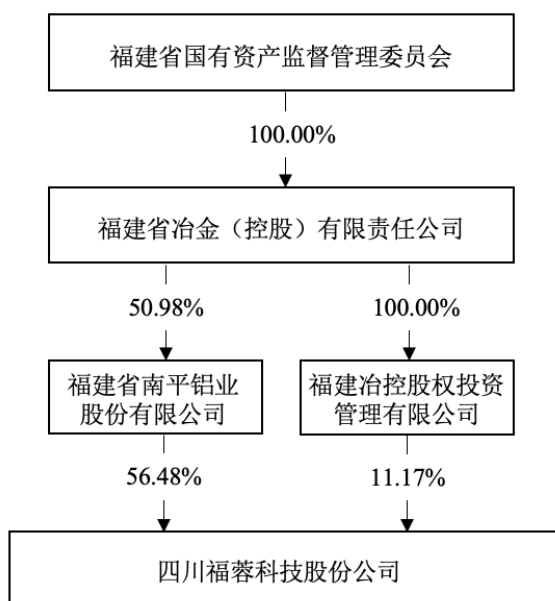 福建省国有资产监督管理委员会
100.00%
福建省冶金（控股）有限责任公司
50.98%
100.00%
福建省南平铝业
股份有限公司
福建冶控股权投资
管理有限公司
56.48%
11.17%
四川福蓉科技股份公司